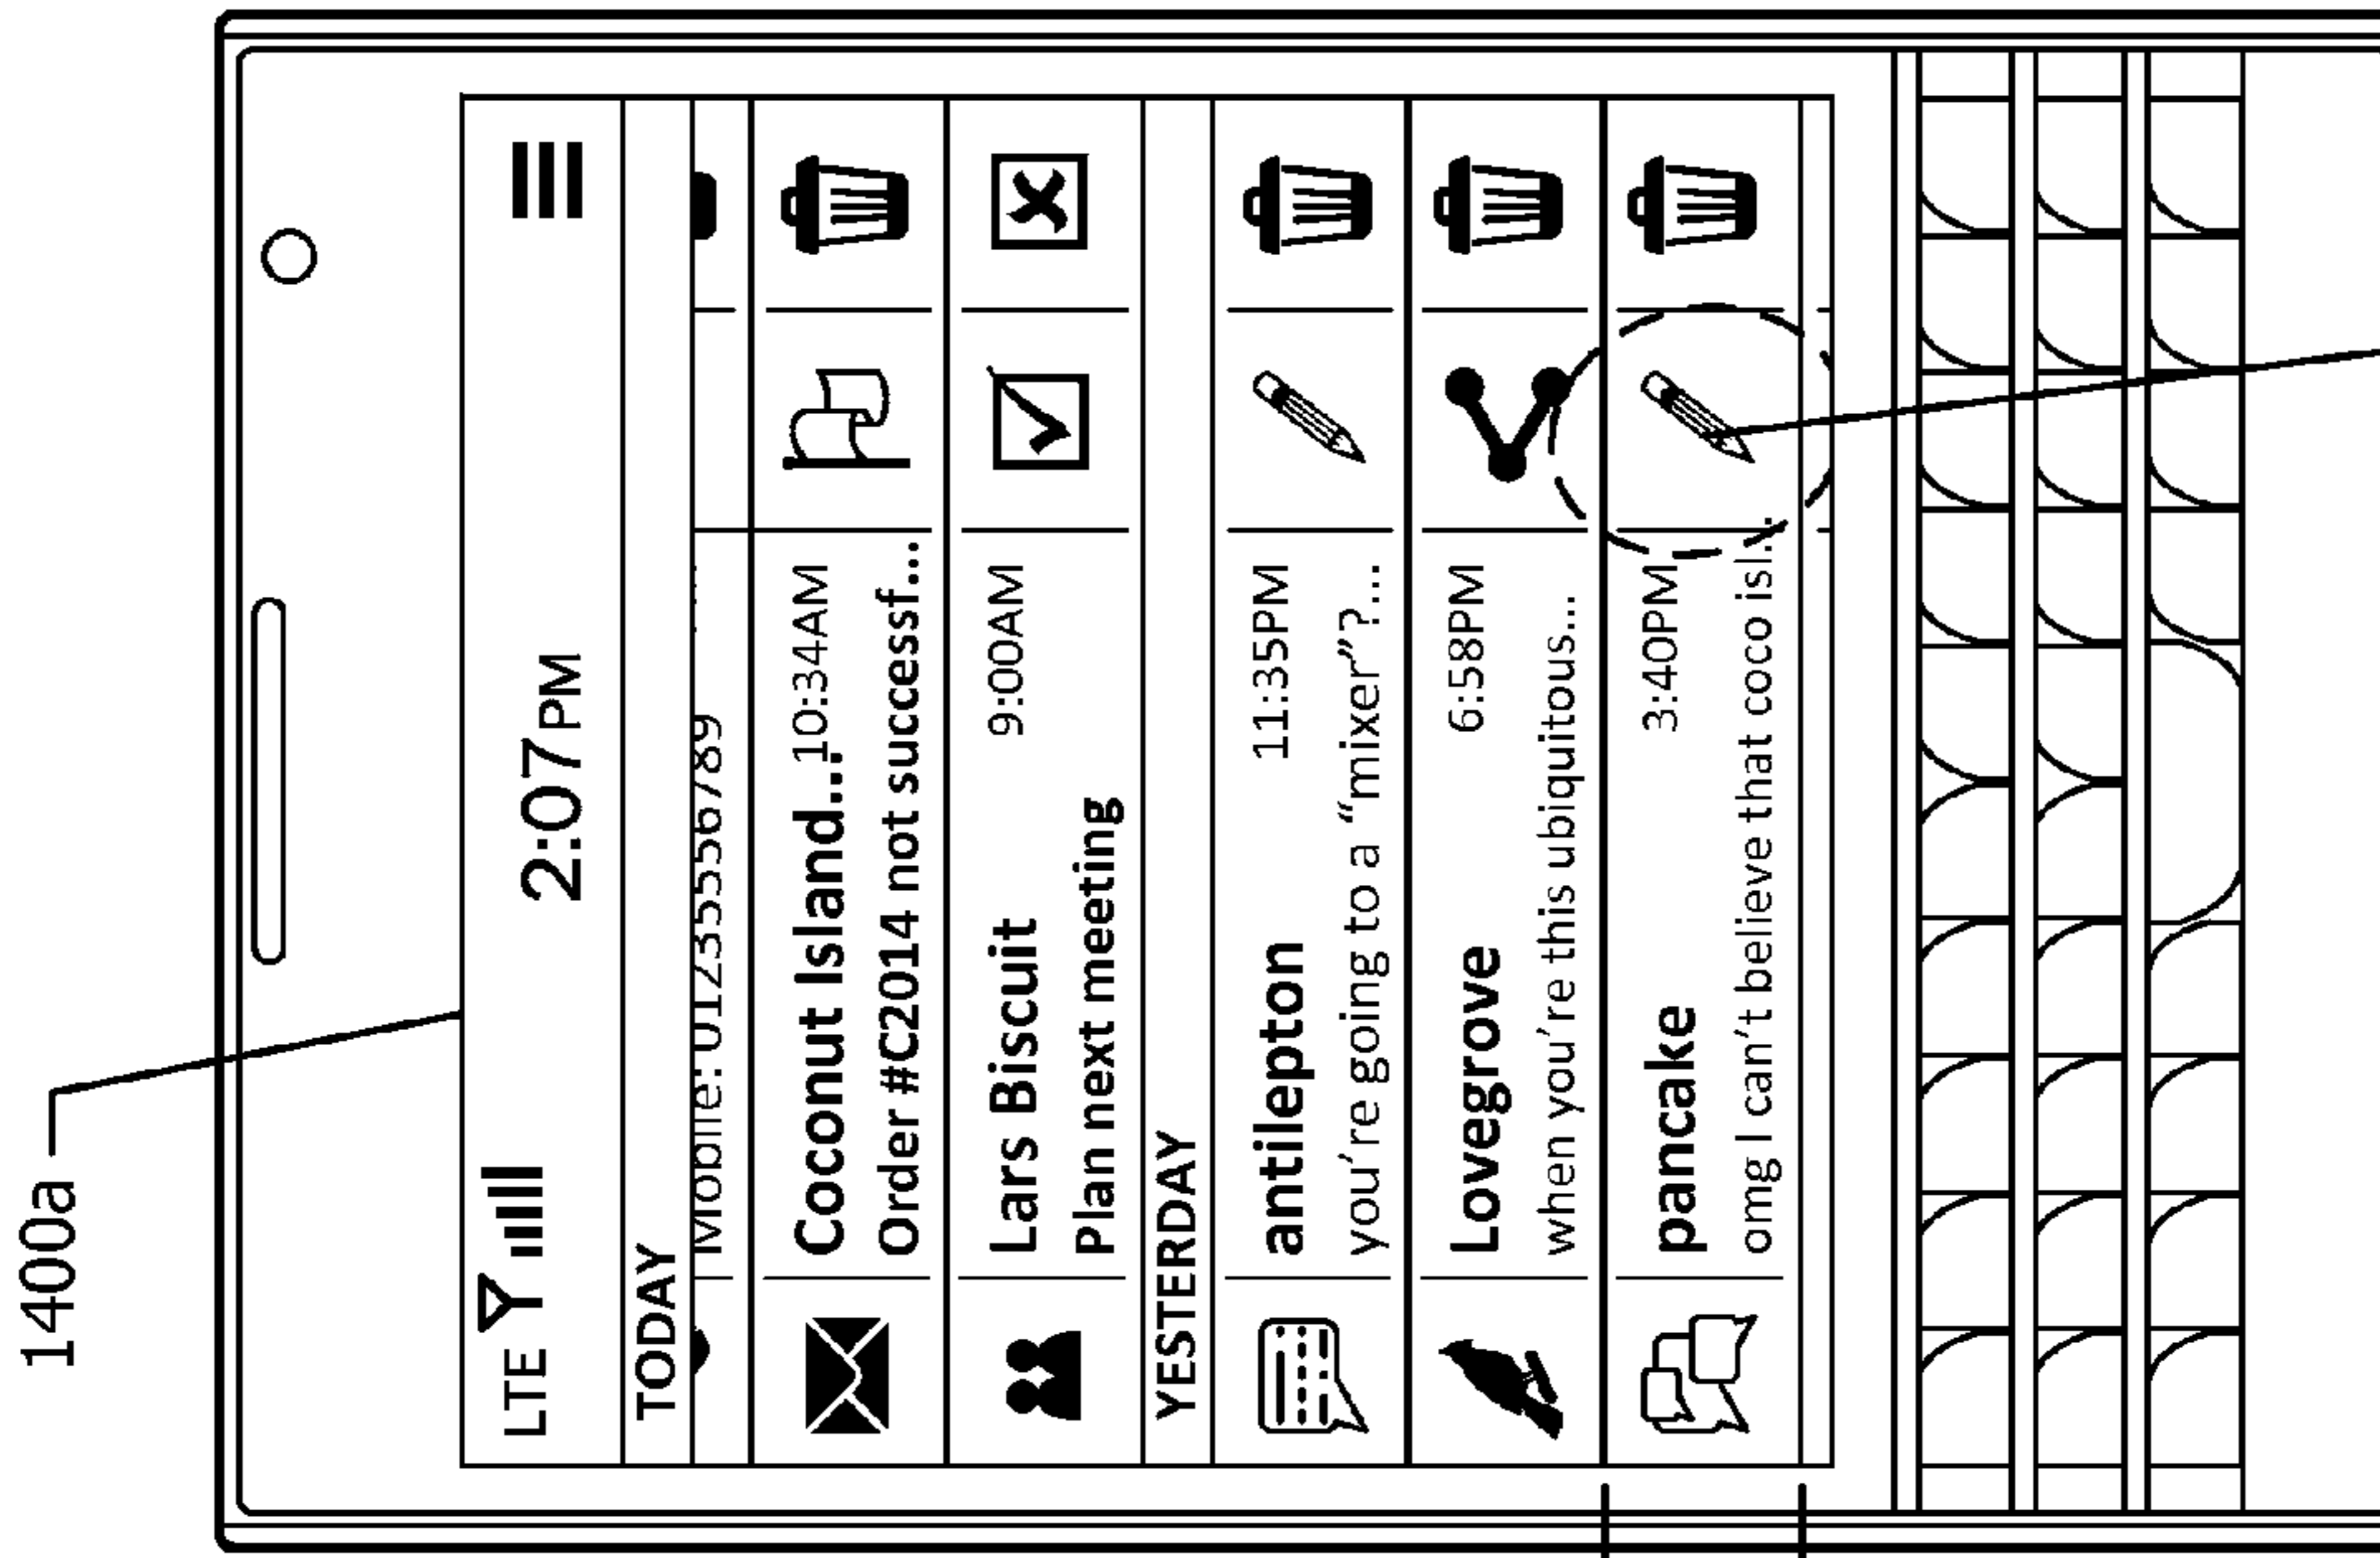 1400a
LTE 2:07PM
TODAY
Mobile: 01235556789
Coconut Island... 10:34AM
Order #C2014 not successf...
Lars Biscuit 9:00AM
Plan next meeting
YESTERDAY
antilepton 11:35PM
you're going to a “mixer”?...
Lovegrove 6:58PM
when you're this ubiquitous...
pancake 3:40PM
omg I can't believe that coco isl...